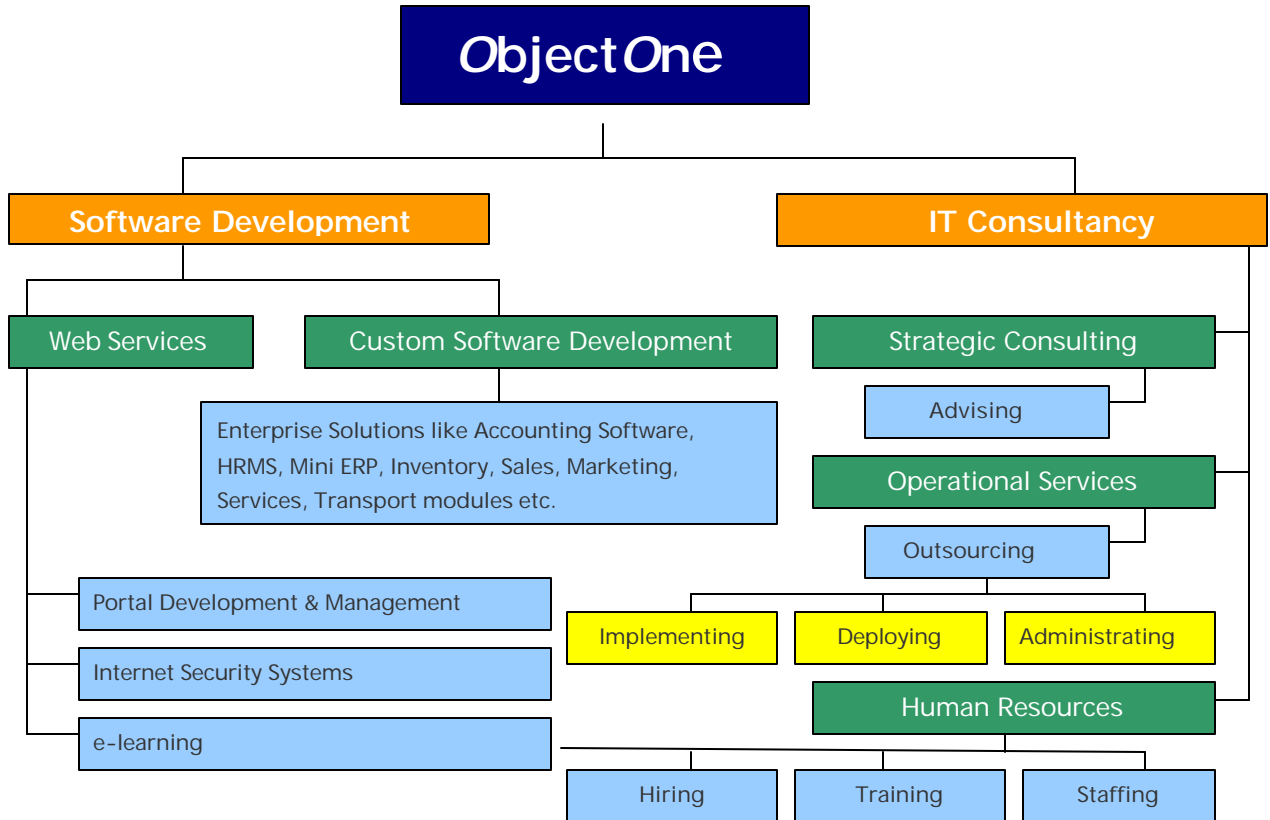 ObjectOne
Software Development
IT Consultancy
Web Services
Custom Software Development
Strategic Consulting
Advising
Enterprise Solutions like Accounting Software,
HRMS, Mini ERP, Inventory, Sales, Marketing,
Services, Transport modules etc.
Operational Services
Outsourcing
Portal Development & Management
Implementing
Deploying
Administrating
Internet Security Systems
Human Resources
e-learning
Hiring
Training
Staffing